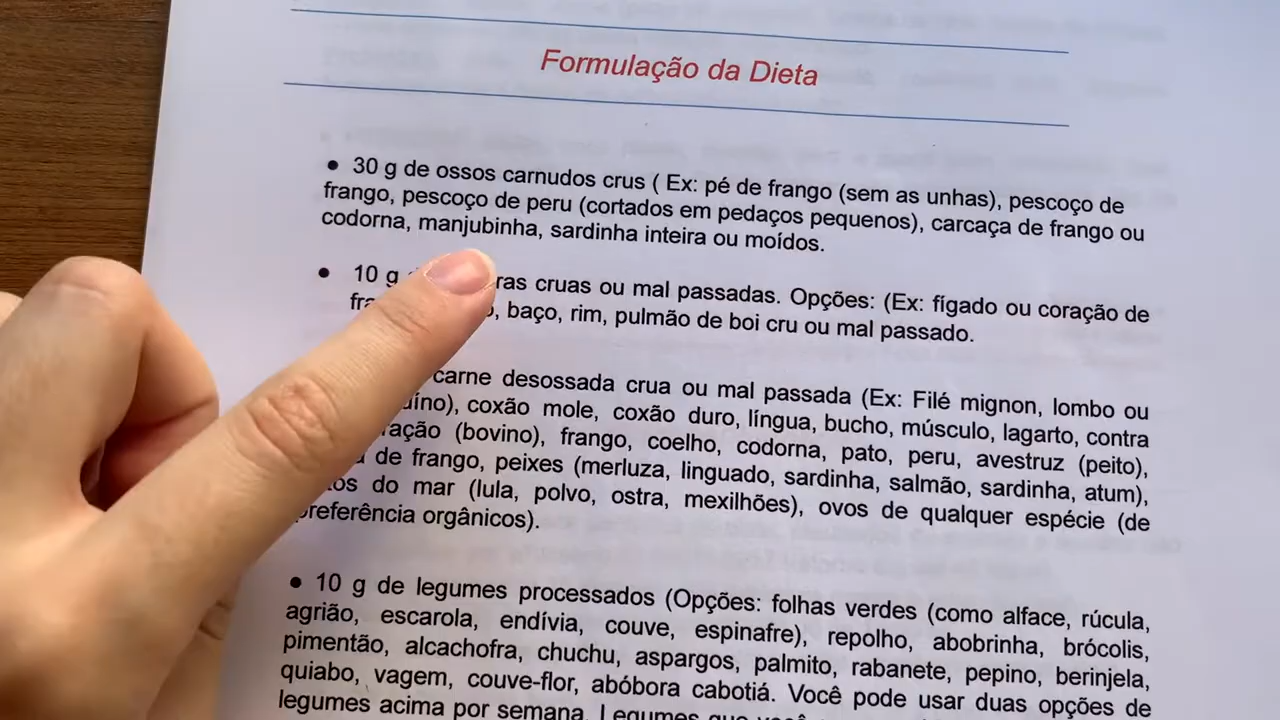 Formulação da Dieta
• 30 g de ossos carnudos crus ( Ex: pé de frango (sem as unhas), pescoço de
frango, pescoço de peru (cortados em pedaços pequenos), carcaça de frango ou
codorna, manjubinha, sardinha inteira ou moídos.
• 10 g cruas ou mal passadas. Opções: (Ex: fígado ou coração de
baço, rim, pulmão de boi cru ou mal passado.
carne desossada crua ou mal passada (Ex: Filé mignon, lombo ou
coxão mole, coxão duro, língua, bucho, músculo, lagarto, contra
(bovino), frango, coelho, codorna, pato, peru, avestruz (peito),
de frango, peixes (merluza, linguado, sardinha, salmão, sardinha, atum),
do mar (lula, polvo, ostra, mexilhões), ovos de qualquer espécie (de
preferência orgânicos).
• 10 g de legumes processados (Opções: folhas verdes (como alface, rúcula,
agrião, escarola, endívia, couve, espinafre), repolho, abobrinha, brócolis,
pimentão, alcachofra, chuchu, aspargos, palmito, rabanete, pepino, berinjela,
quiabo, vagem, couve-flor, abóbora cabotiá. Você pode usar duas opções de
legumes acima por semana. Legumes que você